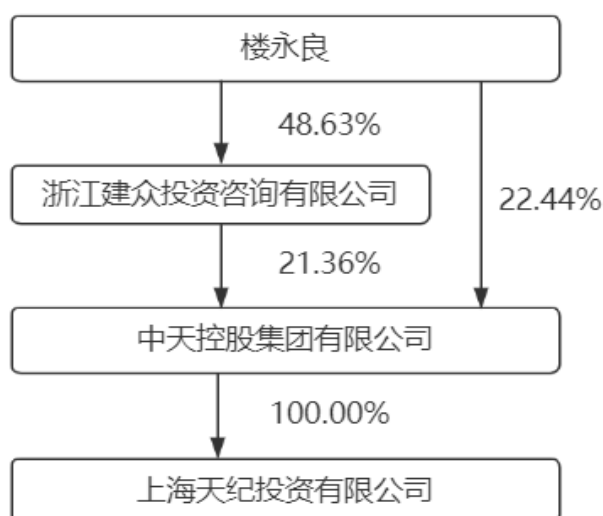 楼永良
48.63%
浙江建众投资咨询有限公司
22.44%
21.36%
中天控股集团有限公司
100.00%
上海天纪投资有限公司